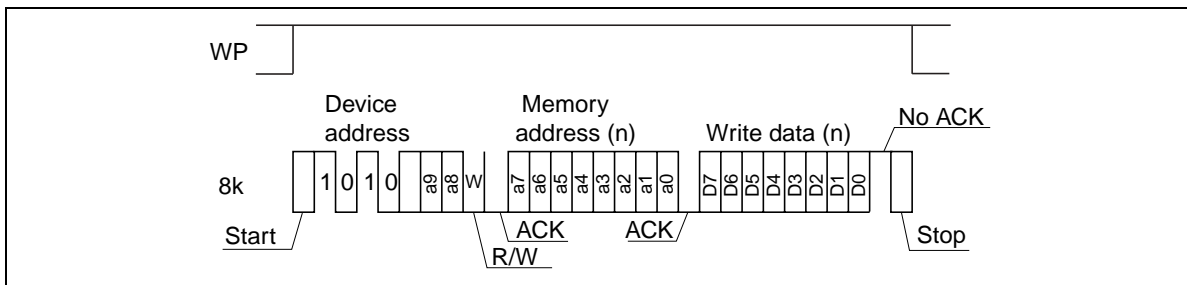 WP
Device address
Memory address (n)
Write data (n)
No ACK
8k
1 0 1 0 a9 a8 W a7 a6 a5 a4 a3 a2 a1 a0 D7 D6 D5 D4 D3 D2 D1 D0
Start
ACK
ACK
Stop
R/W